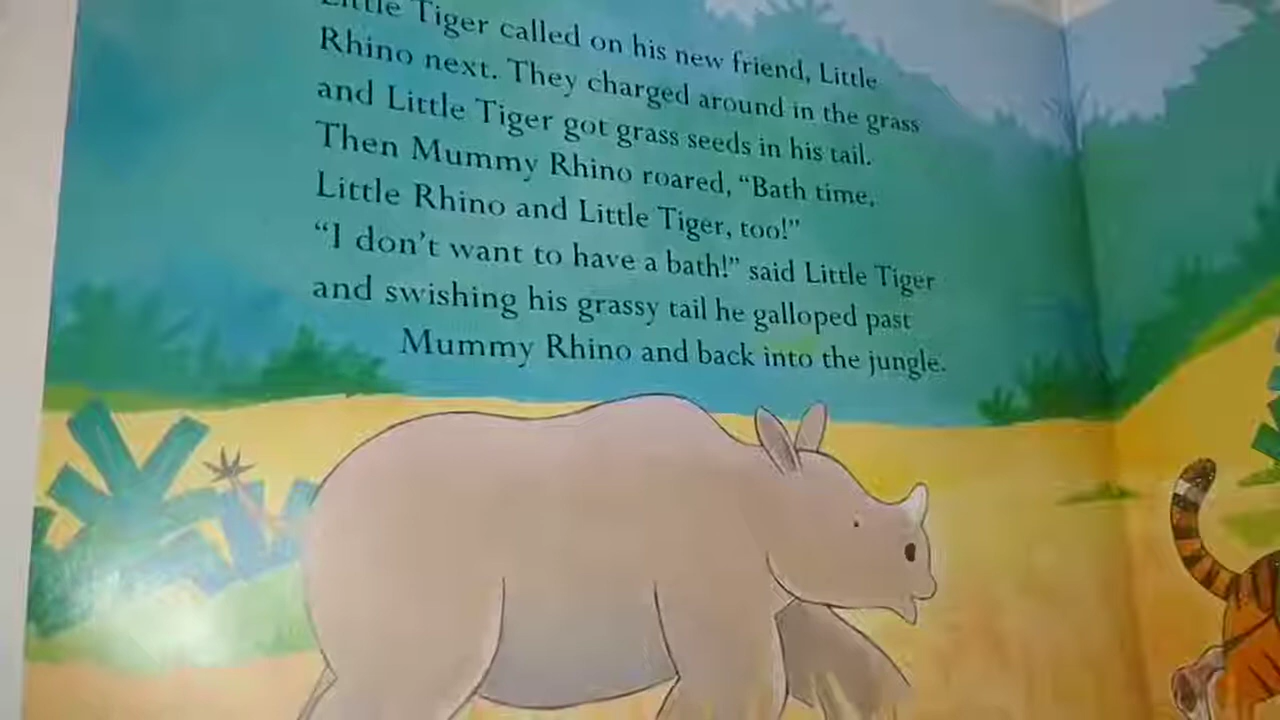 Little Tiger called on his new friend, Little
Rhino next. They charged around in the grass
and Little Tiger got grass seeds in his tail.
Then Mummy Rhino roared, “Bath time,
Little Rhino and Little Tiger, too!”
“I don’t want to have a bath!” said Little Tiger
and swishing his grassy tail he galloped past
Mummy Rhino and back into the jungle.